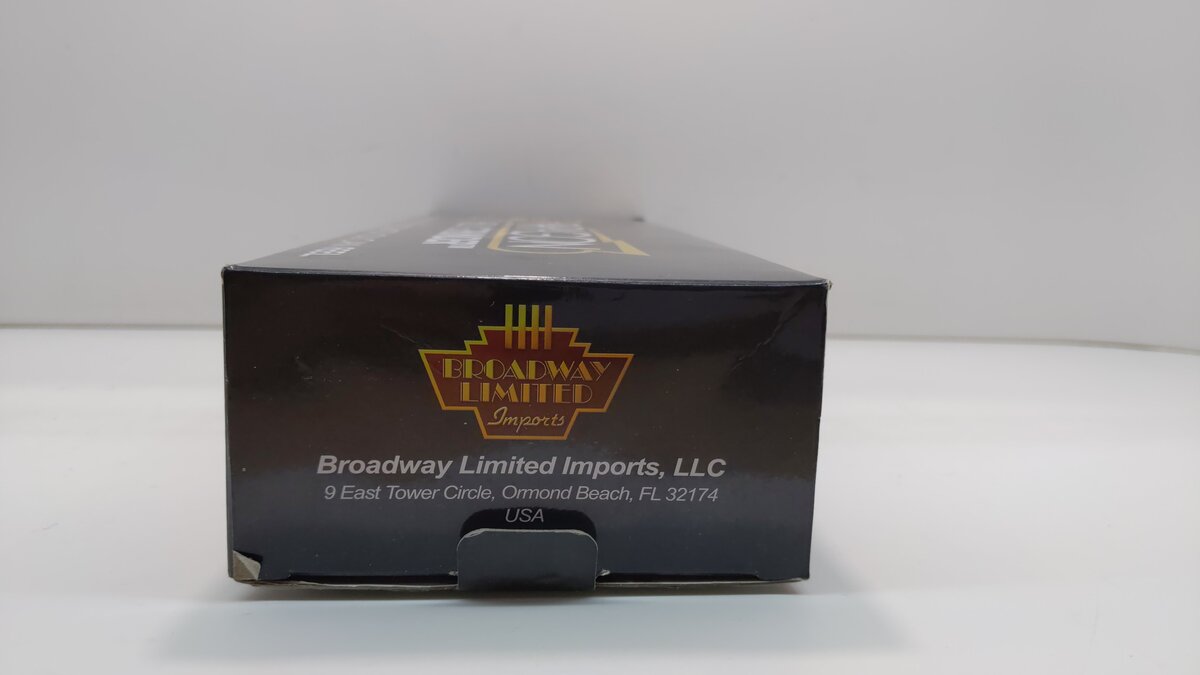 BROADWAY
LIMITED
Imports
Broadway Limited Imports, LLC
9 East Tower Circle, Ormond Beach, FL 32174
USA